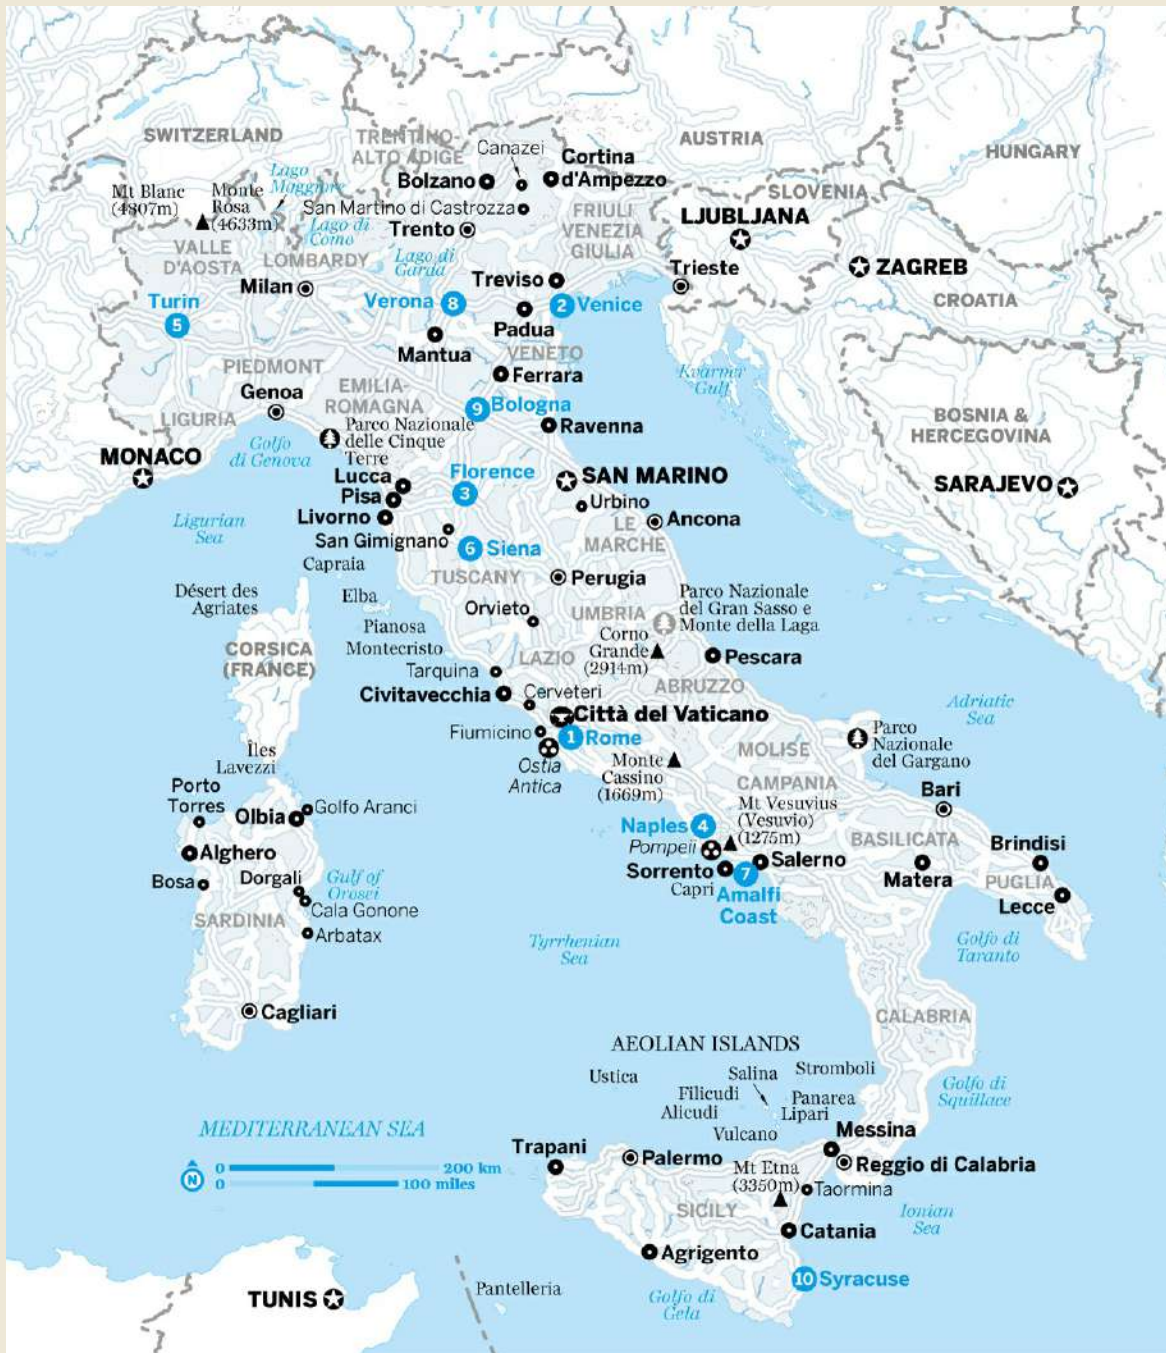 SWITZERLAND
TRENTINO-
ALTO ADIGE
AUSTRIA
HUNGARY
Canazei
Cortina
d'Ampezzo
Bolzano
Lago
Maggiore
Mt Blanc
(4807m)
Monte
Rosa
(4633m)
San Martino di Castrozza
SLOVENIA
FRIULI
VENEZIA
GIULIA
LJUBLJANA
Lago di
Como
Trento
VALLE
D'AOSTA
LOMBARDY
Lago di
Garda
Trieste
ZAGREB
Treviso
Milan
Turin
5
Verona 8
2 Venice
CROATIA
Padua
Mantua
VENETO
PIEDMONT
Ferrara
Kvarner
Gulf
Genoa
EMILIA-
ROMAGNA
9 Bologna
LIGURIA
BOSNIA &
HERCEGOVINA
Parco Nazionale
delle Cinque
Terre
Ravenna
Golfo
di Genova
MONACO
Lucca
Florence
3
SAN MARINO
SARAJEVO
Pisa
Urbino
Livorno
Ancona
LE
MARCHE
Ligurian
Sea
San Gimignano
6 Siena
Capraia
TUSCANY
Perugia
Désert des
Agriates
Elba
Parco Nazionale
del Gran Sasso e
Monte della Laga
Orvieto
UMBRIA
Pianosa
Corno
Grande
(2914m)
CORSICA
(FRANCE)
Montecristo
LAZIO
Pescara
Tarquina
ABRUZZO
Civitavecchia
Cerveteri
Adriatic
Sea
Città del Vaticano
Fiumicino
1 Rome
Parco
Nazionale
del Gargano
Îles
Lavezzi
Ostia
Antica
MOLISE
Monte
Cassino
(1669m)
CAMPANIA
Porto
Torres
Bari
Golfo Aranci
Olbia
Mt Vesuvius
(Vesuvio)
(1275m)
Naples 4
BASILICATA
Brindisi
Alghero
Pompeii
Salerno
Sorrento
Matera
Bosa
Dorgali
Gulf of
Orosei
Capri
7
Amalfi
Coast
PUGLIA
Lecce
Cala Gonone
SARDINIA
Arbatax
Tyrrhenian
Sea
Golfo di
Taranto
Cagliari
CALABRIA
AEOLIAN ISLANDS
Ustica
Salina
Stromboli
Filicudi
Panarea
Golfo di
Squillace
Alicudi
Lipari
MEDITERRANEAN SEA
Vulcano
Messina
Trapani
Palermo
Reggio di Calabria
N
0 200 km
0 100 miles
Mt Etna
(3350m)
Taormina
SICILY
Ionian
Sea
Catania
Agrigento
10 Syracuse
Pantelleria
TUNIS
Golfo di
Gela